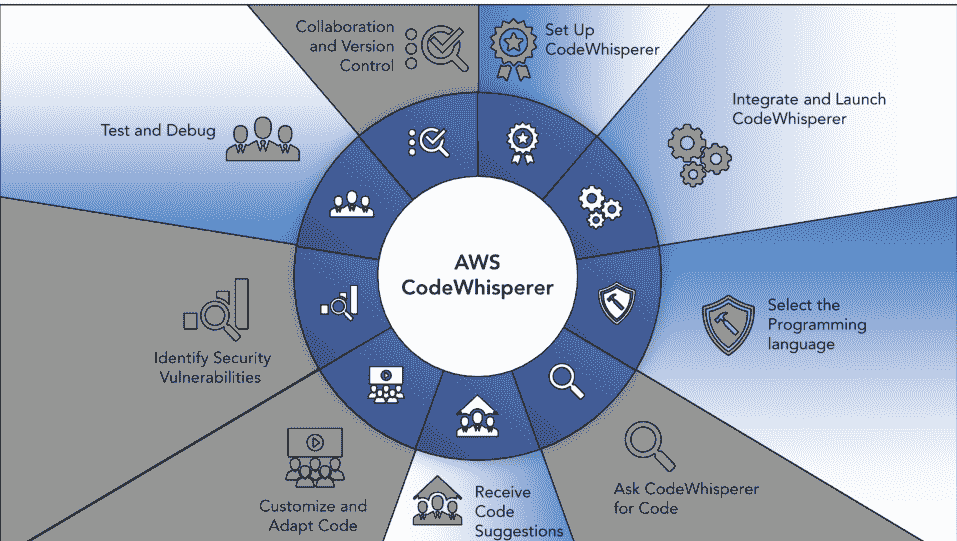 Collaboration
and Version
Control
Set Up
CodeWhisperer
Integrate and Launch
CodeWhisperer
Test and Debug
AWS
CodeWhisperer
Select the
Programming
language
Identify Security
Vulnerabilities
Ask CodeWhisperer
for Code
Receive
Code
Suggestions
Customize and
Adapt Code